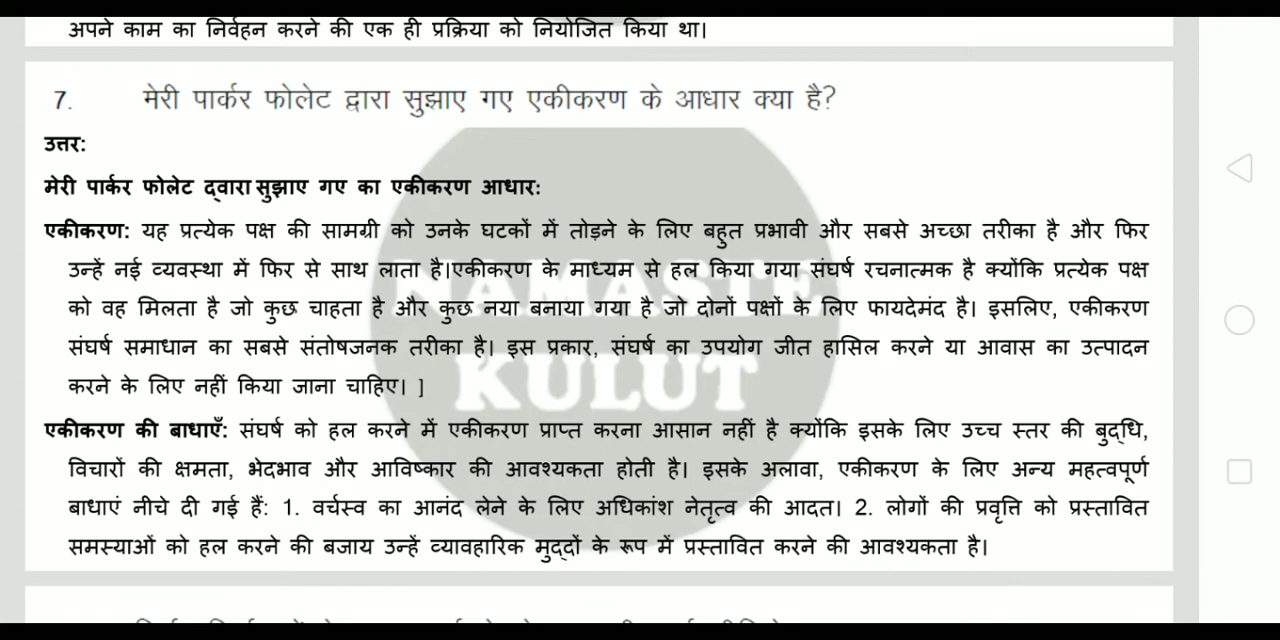 अपने काम का निर्वहन करने की एक ही प्रक्रिया को नियोजित किया था।
7. मेरी पार्कर फोलेट द्वारा सुझाए गए एकीकरण के आधार क्या है?
उत्तर:
मेरी पार्कर फोलेट द्वारा सुझाए गए का एकीकरण आधार:
एकीकरण: यह प्रत्येक पक्ष की सामग्री को उनके घटकों में तोड़ने के लिए बहुत प्रभावी और सबसे अच्छा तरीका है और फिर
उन्हें नई व्यवस्था में फिर से साथ लाता है।एकीकरण के माध्यम से हल किया गया संघर्ष रचनात्मक है क्योंकि प्रत्येक पक्ष
को वह मिलता है जो कुछ चाहता है और कुछ नया बनाया गया है जो दोनों पक्षों के लिए फायदेमंद है। इसलिए, एकीकरण
संघर्ष समाधान का सबसे संतोषजनक तरीका है। इस प्रकार, संघर्ष का उपयोग जीत हासिल करने या आवास का उत्पादन
करने के लिए नहीं किया जाना चाहिए। ]
एकीकरण की बाधाएँ: संघर्ष को हल करने में एकीकरण प्राप्त करना आसान नहीं है क्योंकि इसके लिए उच्च स्तर की बुद्धि,
विचारों की क्षमता, भेदभाव और आविष्कार की आवश्यकता होती है। इसके अलावा, एकीकरण के लिए अन्य महत्वपूर्ण
बाधाएं नीचे दी गई हैं: 1. वर्चस्व का आनंद लेने के लिए अधिकांश नेतृत्व की आदत। 2. लोगों की प्रवृत्ति को प्रस्तावित
समस्याओं को हल करने की बजाय उन्हें व्यावहारिक मुद्दों के रूप में प्रस्तावित करने की आवश्यकता है।
NAMASTE
KULUT